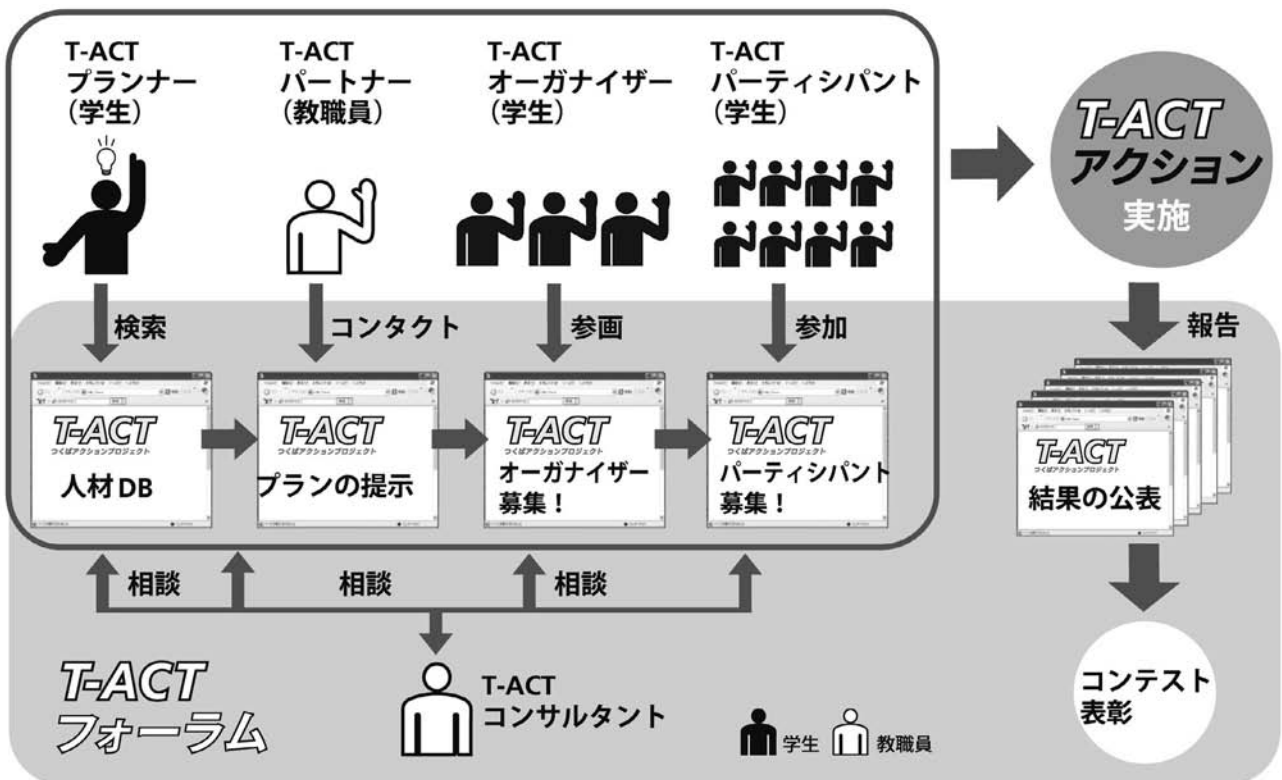 T-ACT
プランナー
（学生）
T-ACT
パートナー
（教職員）
T-ACT
オーガナイザー
（学生）
T-ACT
パーティシパント
（学生）
T-ACT
アクション
実施
検索
コンタクト
参画
参加
報告
T-ACT
つくばアクションプロジェクト
人材DB
T-ACT
つくばアクションプロジェクト
プランの提示
T-ACT
つくばアクションプロジェクト
オーガナイザー
募集！
T-ACT
つくばアクションプロジェクト
パーティシパント
募集！
T-ACT
つくばアクションプロジェクト
結果の公表
相談
相談
相談
T-ACT
フォーラム
T-ACT
コンサルタント
学生
教職員
コンテスト
表彰